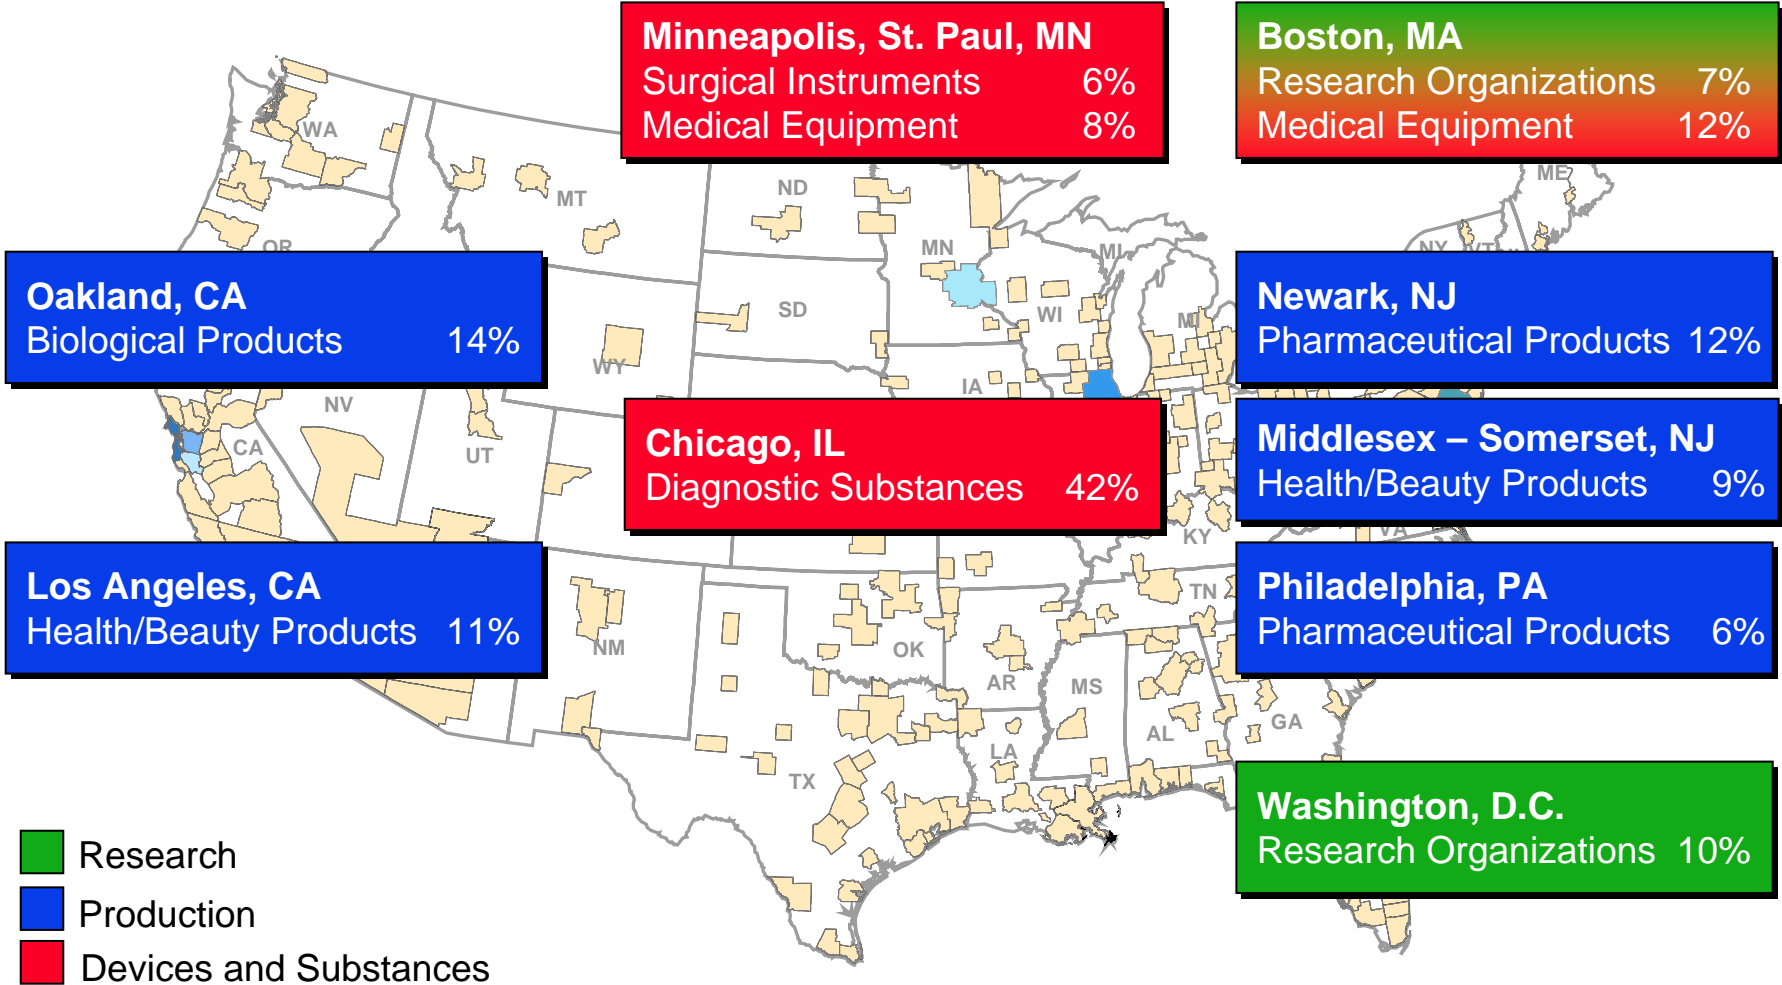 Minneapolis, St. Paul, MN
Surgical Instruments 6%
Medical Equipment 8%
Boston, MA
Research Organizations 7%
Medical Equipment 12%
WA
MT
ND
ME
OR
MN
MI
NY VT
Oakland, CA
Biological Products 14%
SD
WI
MI
Newark, NJ
Pharmaceutical Products 12%
WY
IA
NV
CA
UT
Chicago, IL
Diagnostic Substances 42%
Middlesex – Somerset, NJ
Health/Beauty Products 9%
KY
VA
Los Angeles, CA
Health/Beauty Products 11%
TN
Philadelphia, PA
Pharmaceutical Products 6%
NM
OK
AR
MS
AL
GA
LA
TX
Washington, D.C.
Research Organizations 10%
Research
Production
Devices and Substances